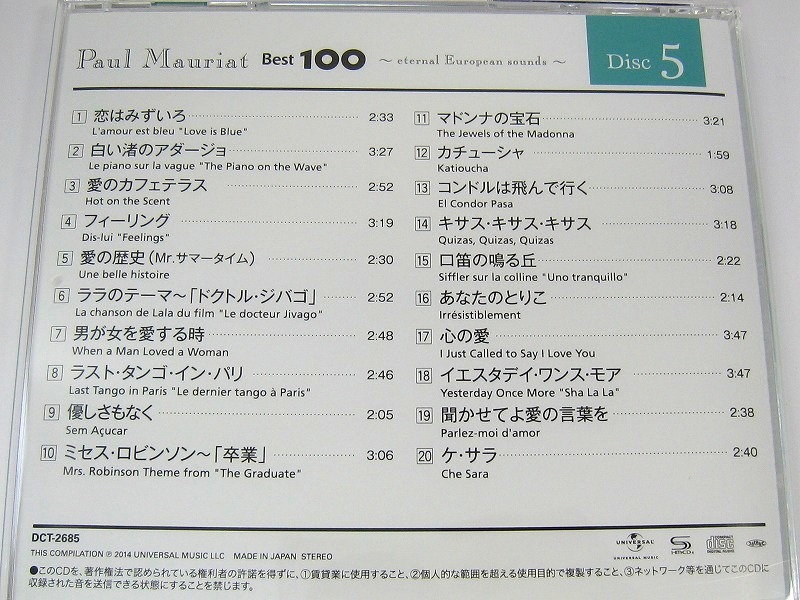 Paul Mauriat Best 100 ～ eternal European sounds ～
Disc 5
1 恋はみずいろ 2:33
L'amour est bleu "Love is Blue"
2 白い渚のアダージョ 3:27
Le piano sur la vague "The Piano on the Wave"
3 愛のカフェテラス 2:52
Hot on the Scent
4 フィーリング 3:19
Dis-lui "Feelings"
5 愛の歴史(Mr.サマータイム) 2:30
Une belle histoire
6 ララのテーマ～「ドクトル・ジバゴ」 2:52
La chanson de Lala du film "Le docteur Jivago"
7 男が女を愛する時 2:48
When a Man Loved a Woman
8 ラスト・タンゴ・イン・パリ 2:46
Last Tango in Paris "Le dernier tango à Paris"
9 優しさもなく 2:05
Sem Açucar
10 ミセス・ロビンソン～「卒業」 3:06
Mrs. Robinson Theme from "The Graduate"
11 マドンナの宝石 3:21
The Jewels of the Madonna
12 カチューシャ 1:59
Katioucha
13 コンドルは飛んで行く 3:08
El Condor Pasa
14 キサス・キサス・キサス 3:18
Quizas, Quizas, Quizas
15 口笛の鳴る丘 2:22
Siffler sur la colline "Uno tranquillo"
16 あなたのとりこ 2:14
Irrésistiblement
17 心の愛 3:47
I Just Called to Say I Love You
18 イエスタデイ・ワンス・モア 3:47
Yesterday Once More "Sha La La"
19 聞かせてよ愛の言葉を 2:38
Parlez-moi d'amor
20 ケ・サラ 2:40
Che Sara
DCT-2685
THIS COMPILATION ℗ 2014 UNIVERSAL MUSIC LLC MADE IN JAPAN STEREO
UNIVERSAL
UNIVERSAL MUSIC
SHM-CD
COMPACT disc DIGITAL AUDIO
●このCDを、著作権法で認められている権利者の許諾を得ずに、①賃貸業に使用すること、②個人的な範囲を超える使用目的で複製すること、③ネットワーク等を通じてこのCDに
収録された音を送信できる状態にすることを禁じます。